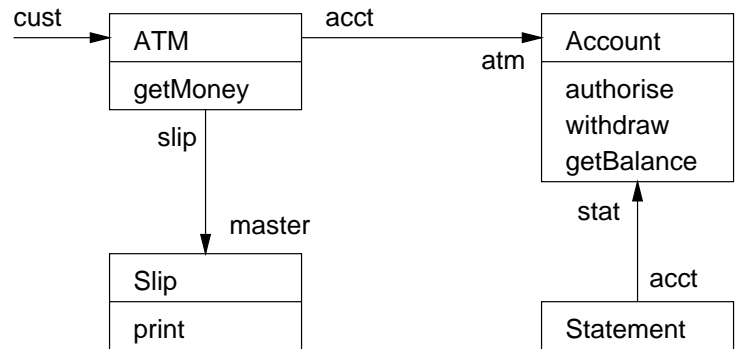 cust
ATM
acct
Account
getMoney
atm
authorise
withdraw
getBalance
slip
stat
master
Slip
acct
print
Statement